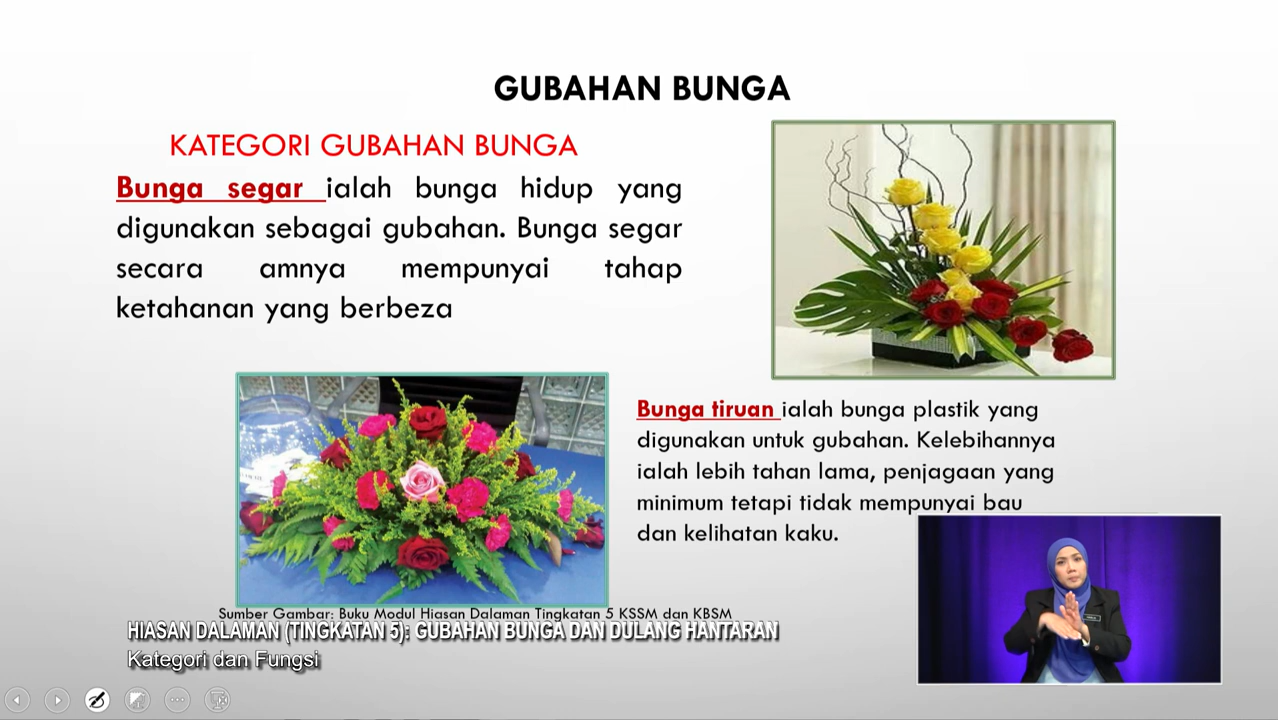 GUBAHAN BUNGA
KATEGORI GUBAHAN BUNGA
Bunga segar ialah bunga hidup yang
digunakan sebagai gubahan. Bunga segar
secara amnya mempunyai tahap
ketahanan yang berbeza
Bunga tiruan ialah bunga plastik yang
digunakan untuk gubahan. Kelebihannya
ialah lebih tahan lama, penjagaan yang
minimum tetapi tidak mempunyai bau
dan kelihatan kaku.
Sumber Gambar: Buku Modul Hiasan Dalaman Tingkatan 5 KSSM dan KBSM
HIASAN DALAMAN (TINGKATAN 5): GUBAHAN BUNGA DAN DULANG HANTARAN
Kategori dan Fungsi